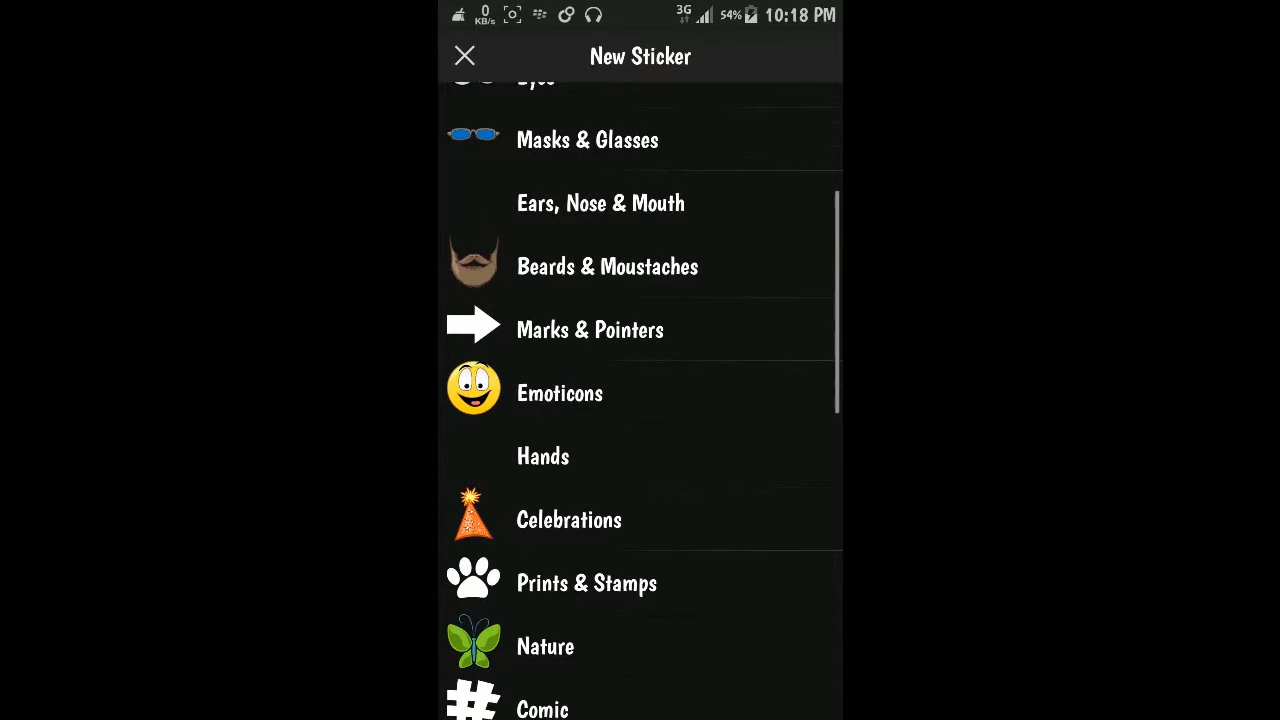 0
KB/s
3G
54%
10:18 PM
New Sticker
Eyes
Masks & Glasses
Ears, Nose & Mouth
Beards & Moustaches
Marks & Pointers
Emoticons
Hands
Celebrations
Prints & Stamps
Nature
Comic